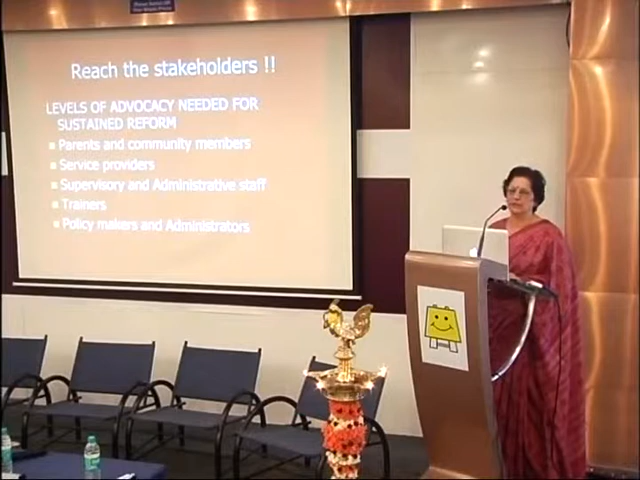 Reach the stakeholders !!
LEVELS OF ADVOCACY NEEDED FOR
SUSTAINED REFORM
Parents and community members
Service providers
Supervisory and Administrative staff
Trainers
Policy makers and Administrators